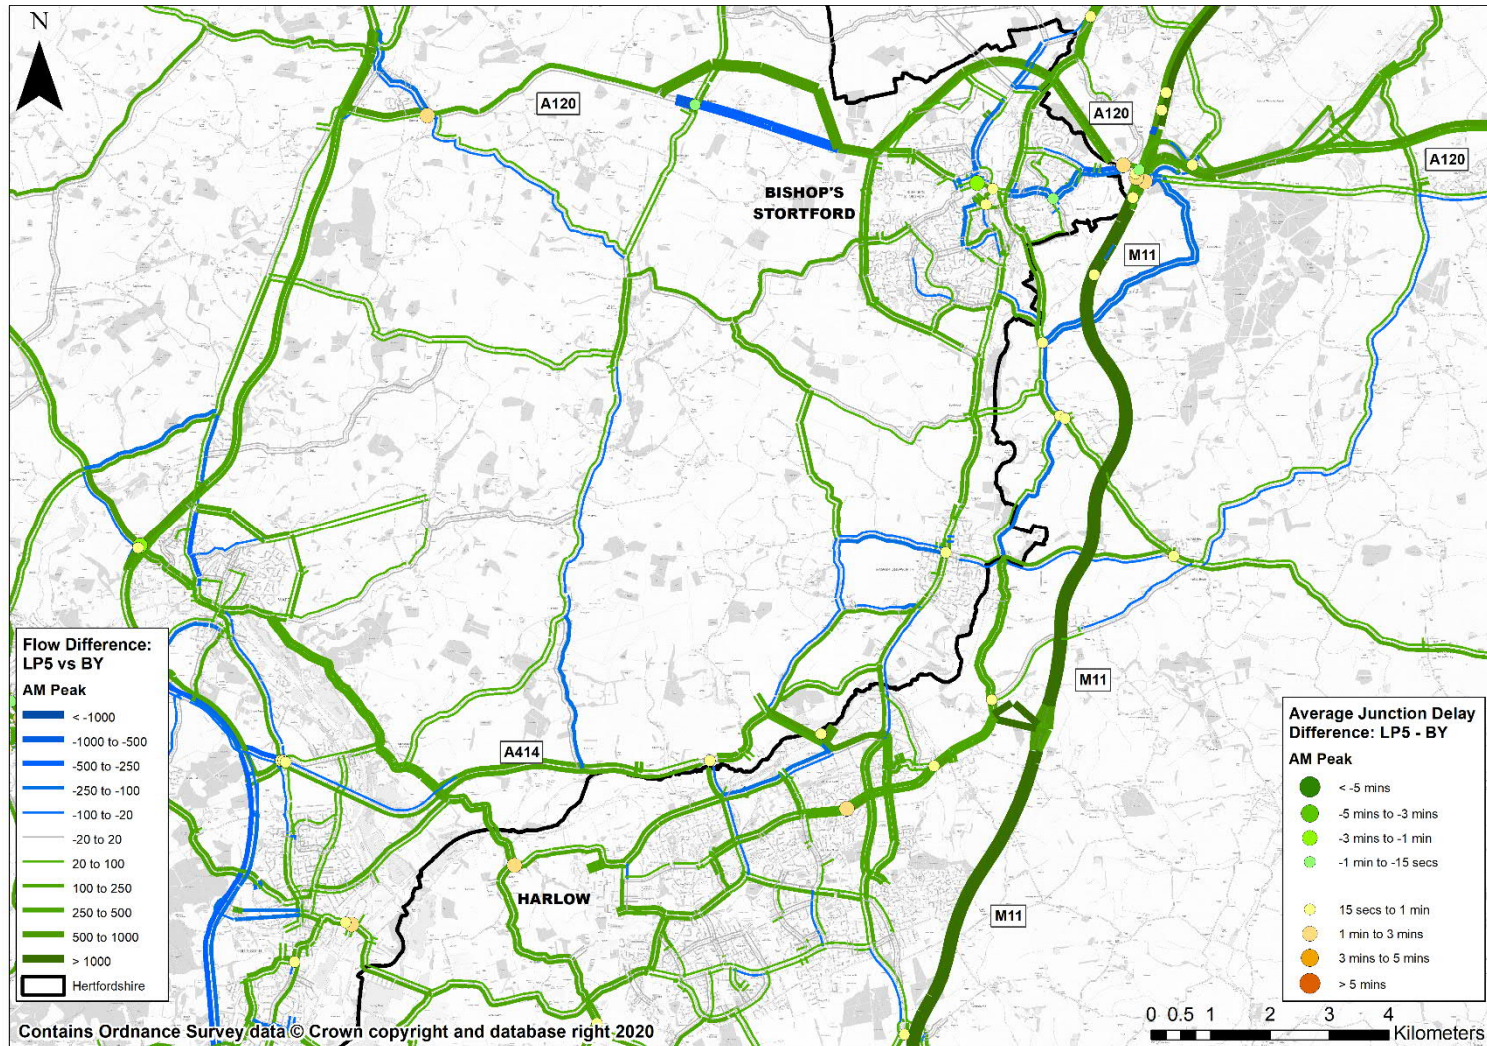 N
A120
A120
A120
BISHOP'S
STORTFORD
M11
M11
A414
HARLOW
M11
Flow Difference:
LP5 vs BY
AM Peak
< -1000
-1000 to -500
-500 to -250
-250 to -100
-100 to -20
-20 to 20
20 to 100
100 to 250
250 to 500
500 to 1000
> 1000
Hertfordshire
Average Junction Delay
Difference: LP5 - BY
AM Peak
< -5 mins
-5 mins to -3 mins
-3 mins to -1 min
-1 min to -15 secs
15 secs to 1 min
1 min to 3 mins
3 mins to 5 mins
> 5 mins
Contains Ordnance Survey data © Crown copyright and database right 2020
0 0.5 1 2 3 4
Kilometers